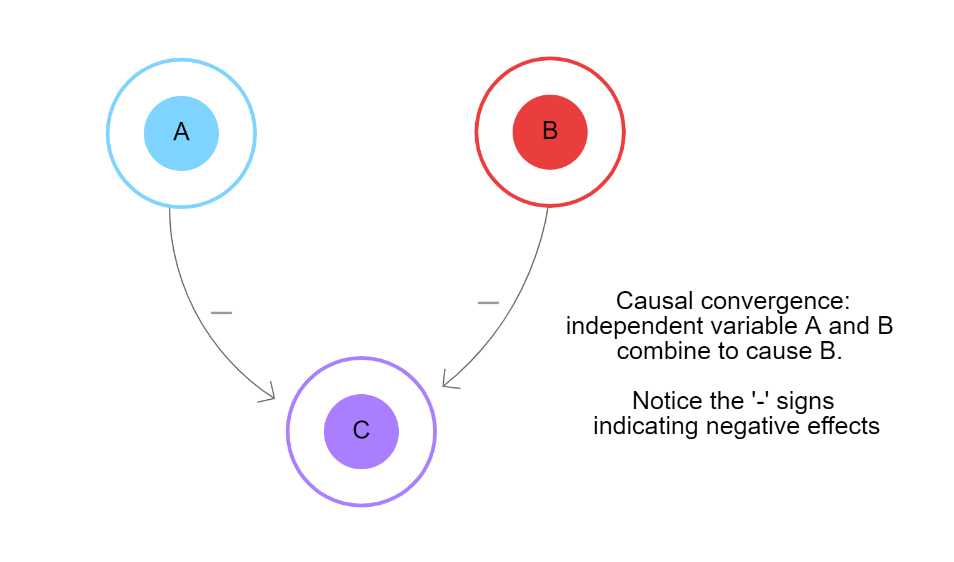 A
B
—
—
C
Causal convergence:
independent variable A and B
combine to cause B.
Notice the '-' signs
indicating negative effects